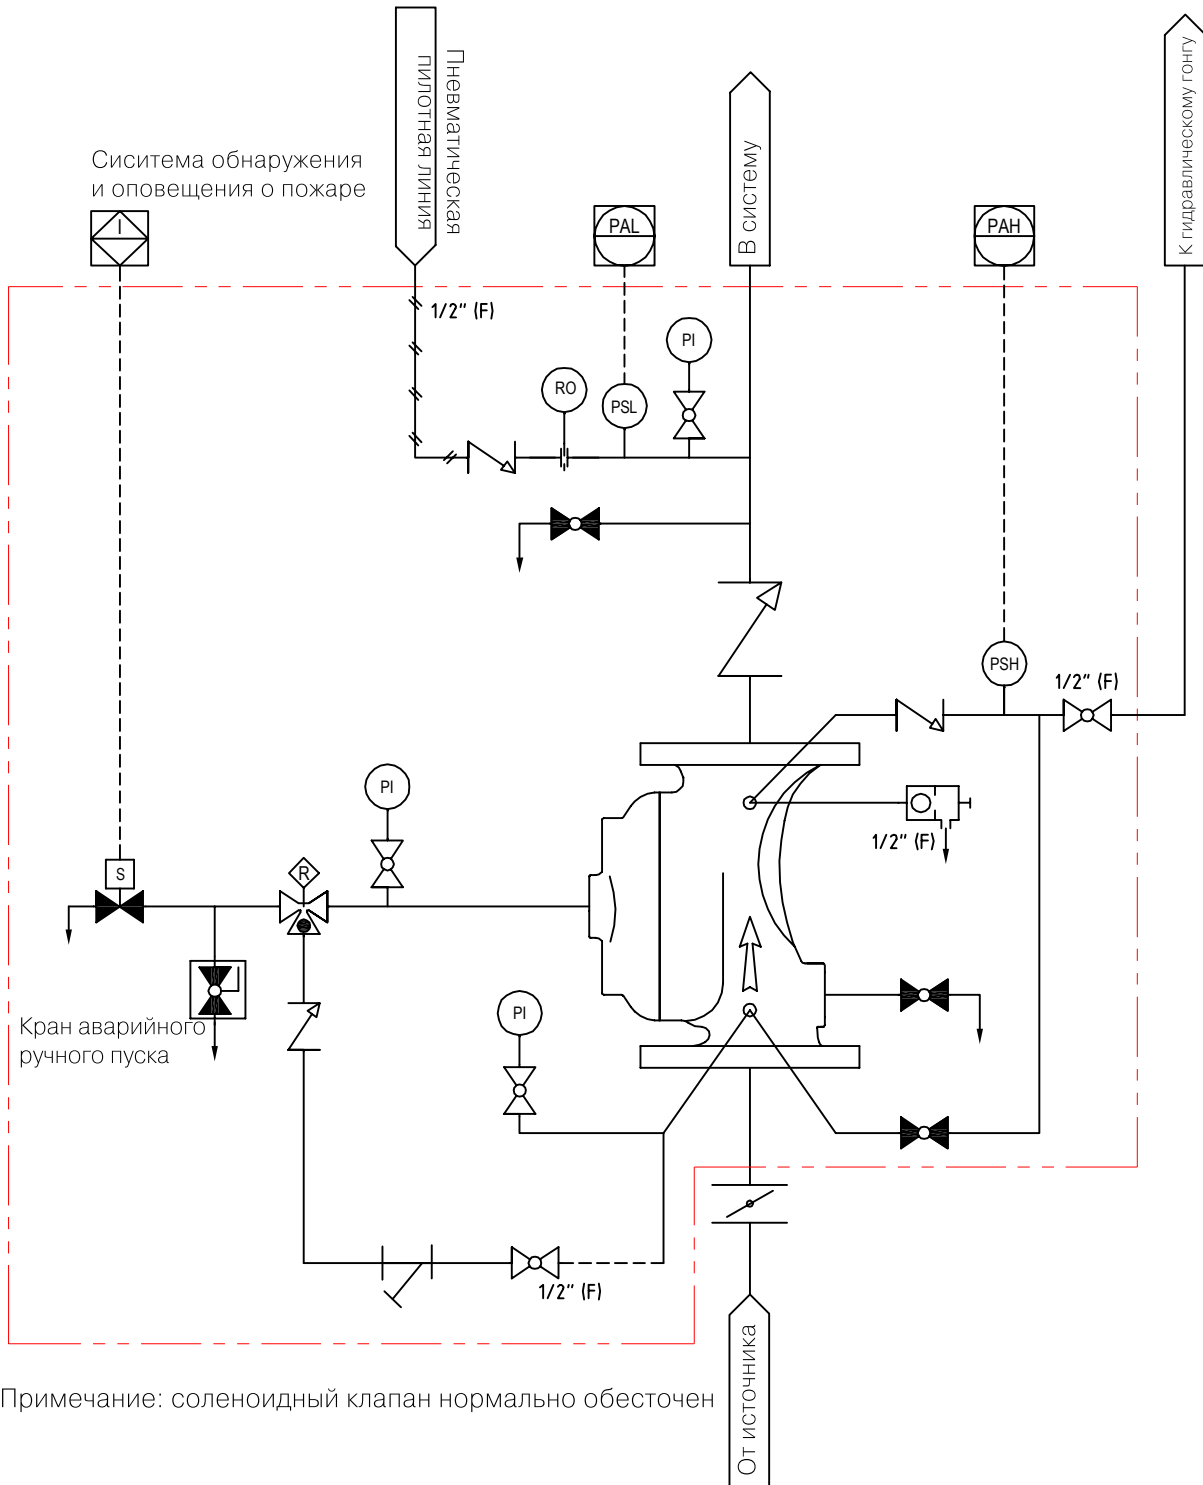 Пневматическая
пилотная линия
К гидравлическому гонгу
В систему
Сиситема обнаружения
и оповещения о пожаре
I
PAL
PAH
1/2" (F)
PI
RO
PSL
PSH
1/2" (F)
PI
1/2" (F)
S
R
PI
Кран аварийного
ручного пуска
1/2" (F)
От источника
Примечание: соленоидный клапан нормально обесточен